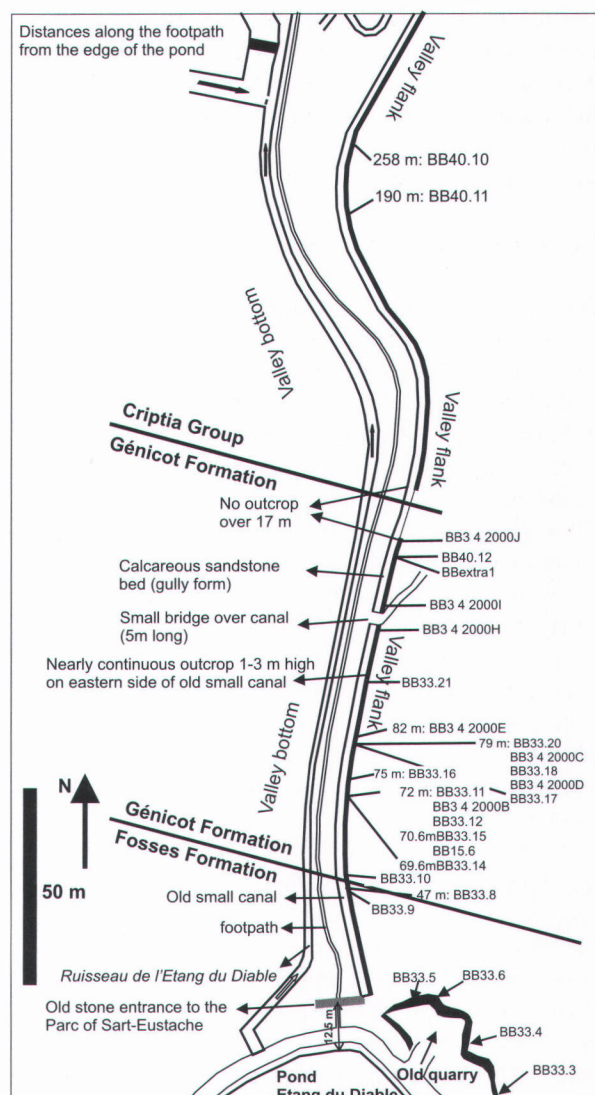 Distances along the footpath
from the edge of the pond
Valley flank
258 m: BB40.10
190 m: BB40.11
Valley bottom
Criptia Group
Génicot Formation
Valley flank
No outcrop
over 17 m
BB3 4 2000J
BB40.12
BBextra1
Calcareous sandstone
bed (gully form)
BB3 4 2000I
Small bridge over canal
(5m long)
BB3 4 2000H
Nearly continuous outcrop 1-3 m high
on eastern side of old small canal
Valley flank
BB33.21
Valley bottom
82 m: BB3 4 2000E
79 m: BB33.20
BB3 4 2000C
BB33.18
BB3 4 2000D
BB33.17
75 m: BB33.16
72 m: BB33.11
BB3 4 2000B
BB33.12
70.6mBB33.15
BB15.6
69.6mBB33.14
N
50 m
Génicot Formation
Fosses Formation
BB33.10
47 m: BB33.8
BB33.9
Old small canal
footpath
Ruisseau de l'Etang du Diable
Old stone entrance to the
Parc of Sart-Eustache
12.5 m
BB33.5
BB33.6
BB33.4
BB33.3
Old quarry
Pond
Etang du Diable